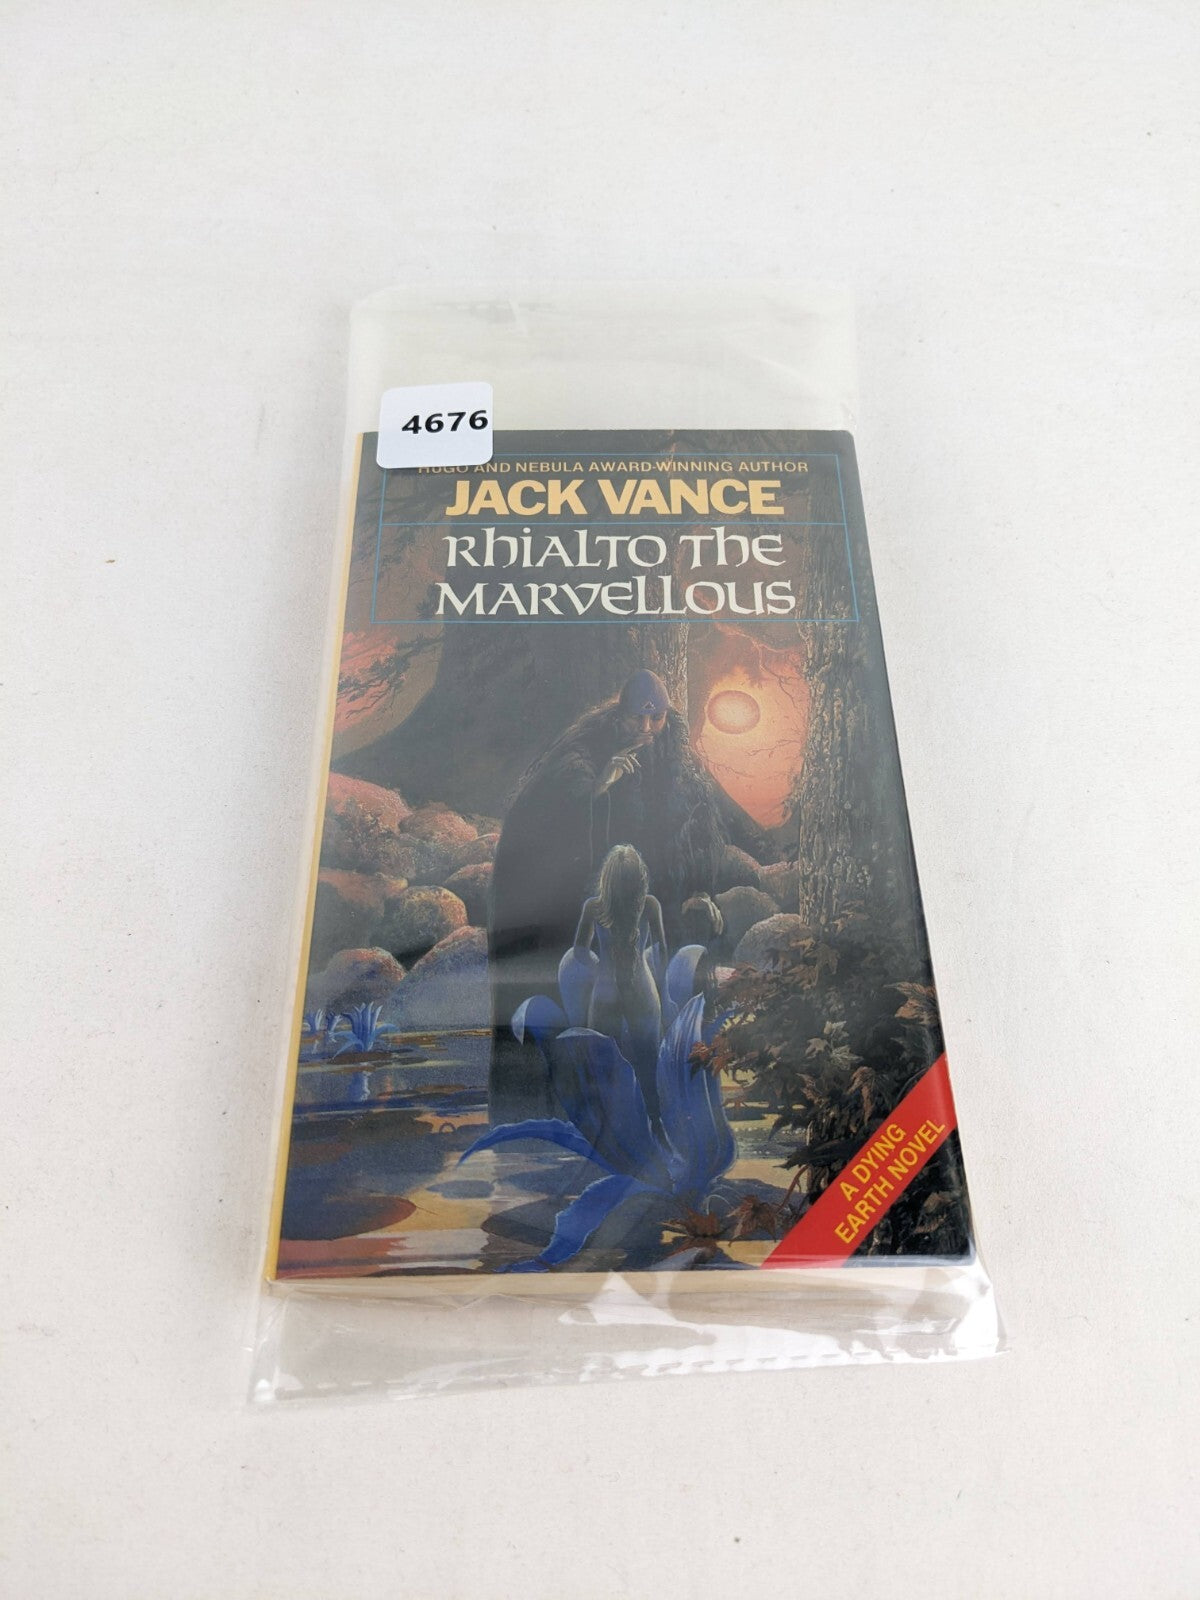 4676
HUGO AND NEBULA AWARD-WINNING AUTHOR
JACK VANCE
RhiALTO The
MARVELLOUS
A DYING
EARTH NOVEL